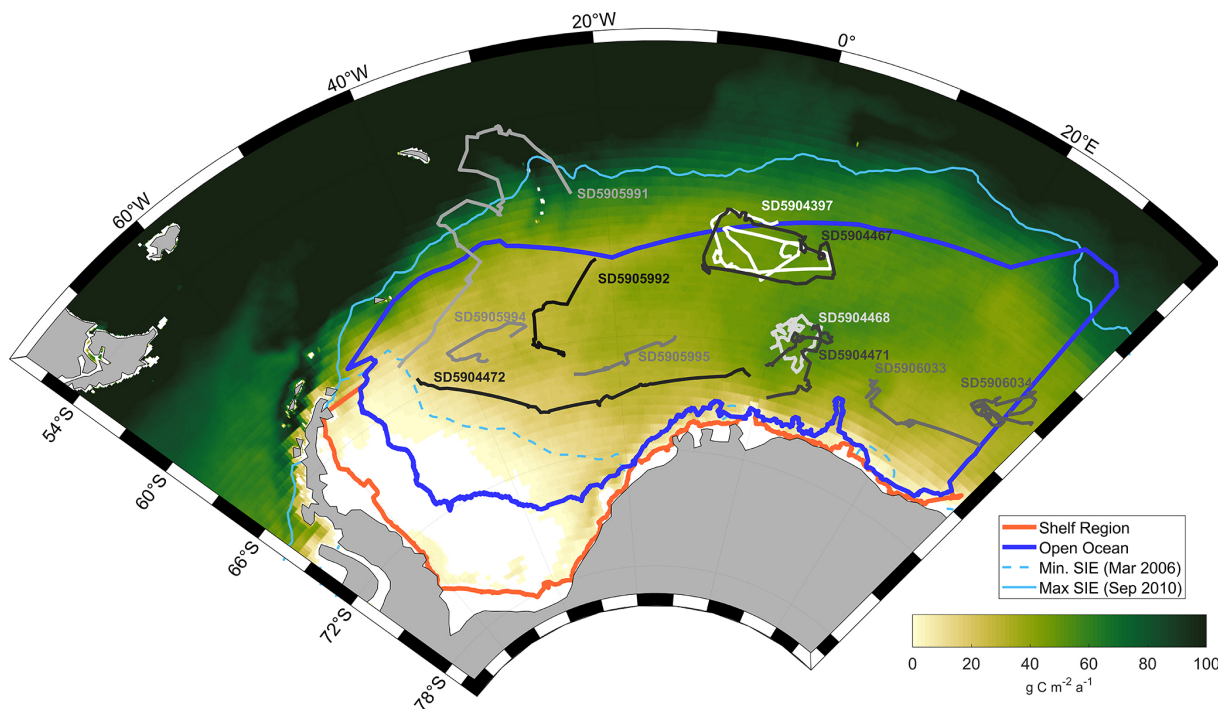 20°W
0°
40°W
20°E
60°W
SD5905991
SD5904397
SD5904467
SD5905992
SD5905994
SD5904468
SD5905995
SD5904471
SD5904472
SD5906033
SD5906034
54°S
60°S
66°S
72°S
78°S
Shelf Region
Open Ocean
Min. SIE (Mar 2006)
Max SIE (Sep 2010)
0 20 40 60 80 100
g C m-2 a-1